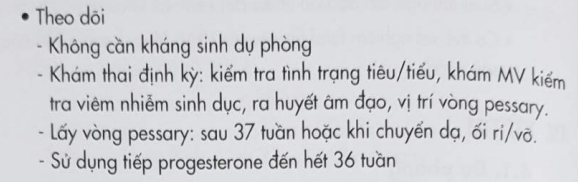 • Theo dõi
- Không cần kháng sinh dự phòng
- Khám thai định kỳ: kiểm tra tình trạng tiêu/tiểu, khám MV kiểm
tra viêm nhiễm sinh dục, ra huyết âm đạo, vị trí vòng pessary.
- Lấy vòng pessary: sau 37 tuần hoặc khi chuyển dạ, ối rỉ/vỡ.
- Sử dụng tiếp progesterone đến hết 36 tuần